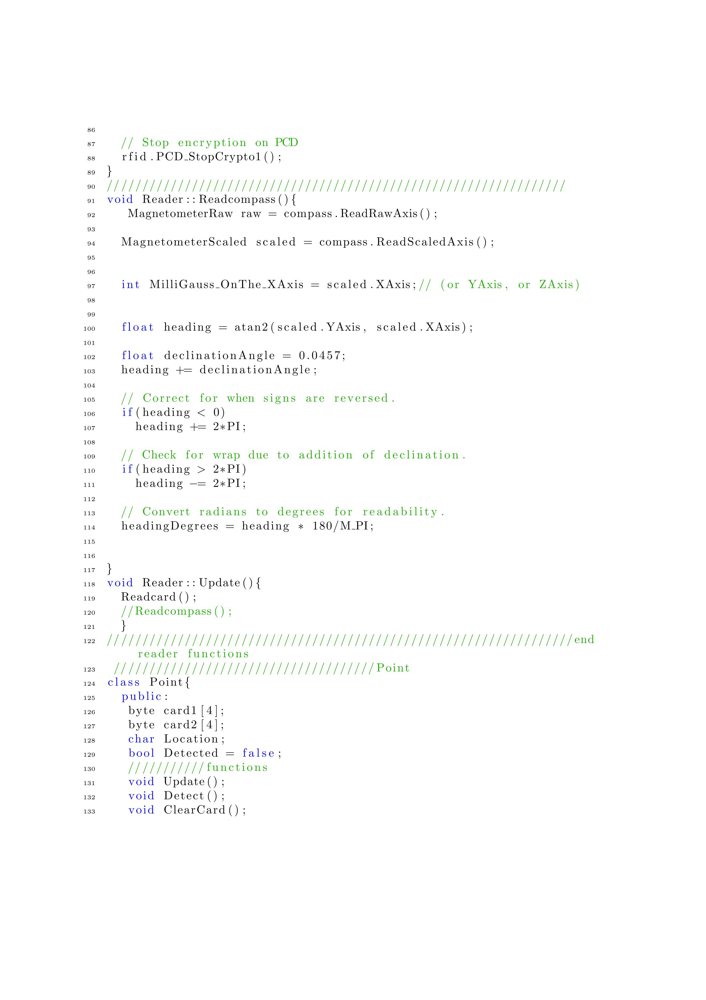 86
87 // Stop encryption on PCD
88 rfid.PCD_StopCrypto1();
89 }
90 /////////////////////////////////////////////////////////////////
91 void Reader::Readcompass(){
92 MagnetometerRaw raw = compass.ReadRawAxis();
93
94 MagnetometerScaled scaled = compass.ReadScaledAxis();
95
96
97 int MilliGauss_OnThe_XAxis = scaled.XAxis;// (or YAxis, or ZAxis)
98
99
100 float heading = atan2(scaled.YAxis, scaled.XAxis);
101
102 float declinationAngle = 0.0457;
103 heading += declinationAngle;
104
105 // Correct for when signs are reversed.
106 if(heading < 0)
107 heading += 2*PI;
108
109 // Check for wrap due to addition of declination.
110 if(heading > 2*PI)
111 heading -= 2*PI;
112
113 // Convert radians to degrees for readability.
114 headingDegrees = heading * 180/M_PI;
115
116
117 }
118 void Reader::Update(){
119 Readcard();
120 //Readcompass();
121 }
122 //////////////////////////////////////////////////////////////////end
reader functions
123 /////////////////////////////////////Point
124 class Point{
125 public:
126 byte card1[4];
127 byte card2[4];
128 char Location;
129 bool Detected = false;
130 ///////////functions
131 void Update();
132 void Detect();
133 void ClearCard();